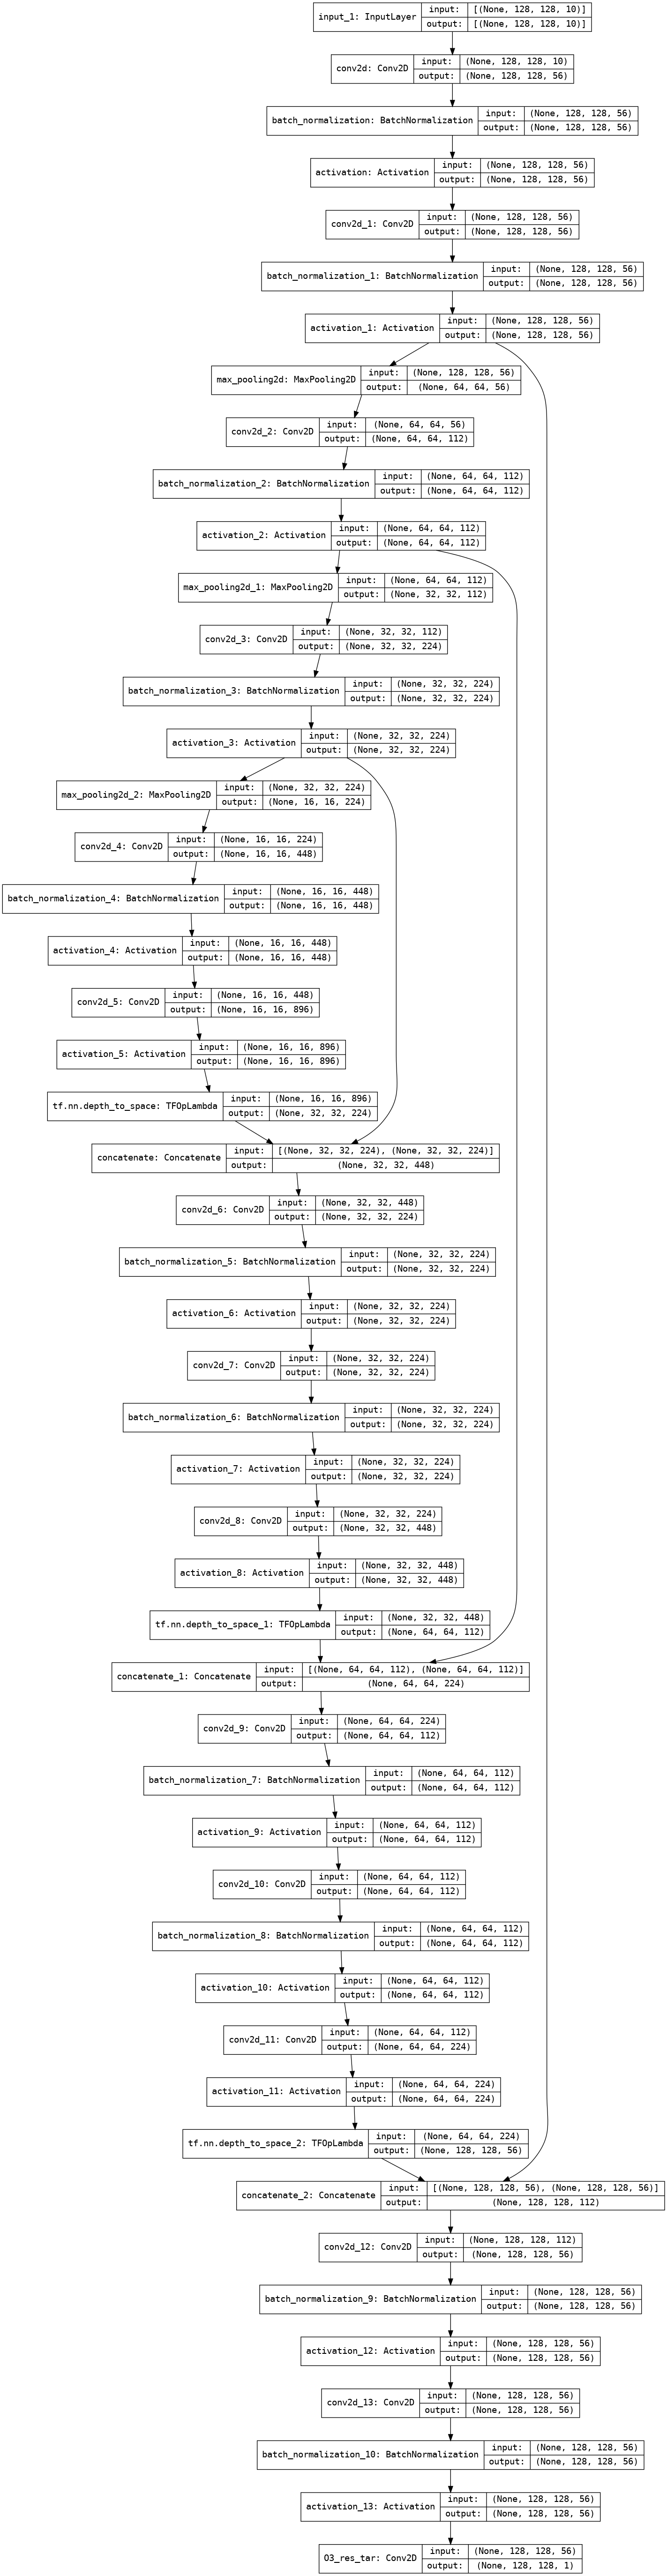 input_1: InputLayer
input: [(None, 128, 128, 10)]
output: [(None, 128, 128, 10)]
conv2d: Conv2D
input: (None, 128, 128, 10)
output: (None, 128, 128, 56)
batch_normalization: BatchNormalization
input: (None, 128, 128, 56)
output: (None, 128, 128, 56)
activation: Activation
input: (None, 128, 128, 56)
output: (None, 128, 128, 56)
conv2d_1: Conv2D
input: (None, 128, 128, 56)
output: (None, 128, 128, 56)
batch_normalization_1: BatchNormalization
input: (None, 128, 128, 56)
output: (None, 128, 128, 56)
activation_1: Activation
input: (None, 128, 128, 56)
output: (None, 128, 128, 56)
max_pooling2d: MaxPooling2D
input: (None, 128, 128, 56)
output: (None, 64, 64, 56)
conv2d_2: Conv2D
input: (None, 64, 64, 56)
output: (None, 64, 64, 112)
batch_normalization_2: BatchNormalization
input: (None, 64, 64, 112)
output: (None, 64, 64, 112)
activation_2: Activation
input: (None, 64, 64, 112)
output: (None, 64, 64, 112)
max_pooling2d_1: MaxPooling2D
input: (None, 64, 64, 112)
output: (None, 32, 32, 112)
conv2d_3: Conv2D
input: (None, 32, 32, 112)
output: (None, 32, 32, 224)
batch_normalization_3: BatchNormalization
input: (None, 32, 32, 224)
output: (None, 32, 32, 224)
activation_3: Activation
input: (None, 32, 32, 224)
output: (None, 32, 32, 224)
max_pooling2d_2: MaxPooling2D
input: (None, 32, 32, 224)
output: (None, 16, 16, 224)
conv2d_4: Conv2D
input: (None, 16, 16, 224)
output: (None, 16, 16, 448)
batch_normalization_4: BatchNormalization
input: (None, 16, 16, 448)
output: (None, 16, 16, 448)
activation_4: Activation
input: (None, 16, 16, 448)
output: (None, 16, 16, 448)
conv2d_5: Conv2D
input: (None, 16, 16, 448)
output: (None, 16, 16, 896)
activation_5: Activation
input: (None, 16, 16, 896)
output: (None, 16, 16, 896)
tf.nn.depth_to_space: TFOpLambda
input: (None, 16, 16, 896)
output: (None, 32, 32, 224)
concatenate: Concatenate
input: [(None, 32, 32, 224), (None, 32, 32, 224)]
output: (None, 32, 32, 448)
conv2d_6: Conv2D
input: (None, 32, 32, 448)
output: (None, 32, 32, 224)
batch_normalization_5: BatchNormalization
input: (None, 32, 32, 224)
output: (None, 32, 32, 224)
activation_6: Activation
input: (None, 32, 32, 224)
output: (None, 32, 32, 224)
conv2d_7: Conv2D
input: (None, 32, 32, 224)
output: (None, 32, 32, 224)
batch_normalization_6: BatchNormalization
input: (None, 32, 32, 224)
output: (None, 32, 32, 224)
activation_7: Activation
input: (None, 32, 32, 224)
output: (None, 32, 32, 224)
conv2d_8: Conv2D
input: (None, 32, 32, 224)
output: (None, 32, 32, 448)
activation_8: Activation
input: (None, 32, 32, 448)
output: (None, 32, 32, 448)
tf.nn.depth_to_space_1: TFOpLambda
input: (None, 32, 32, 448)
output: (None, 64, 64, 112)
concatenate_1: Concatenate
input: [(None, 64, 64, 112), (None, 64, 64, 112)]
output: (None, 64, 64, 224)
conv2d_9: Conv2D
input: (None, 64, 64, 224)
output: (None, 64, 64, 112)
batch_normalization_7: BatchNormalization
input: (None, 64, 64, 112)
output: (None, 64, 64, 112)
activation_9: Activation
input: (None, 64, 64, 112)
output: (None, 64, 64, 112)
conv2d_10: Conv2D
input: (None, 64, 64, 112)
output: (None, 64, 64, 112)
batch_normalization_8: BatchNormalization
input: (None, 64, 64, 112)
output: (None, 64, 64, 112)
activation_10: Activation
input: (None, 64, 64, 112)
output: (None, 64, 64, 112)
conv2d_11: Conv2D
input: (None, 64, 64, 112)
output: (None, 64, 64, 224)
activation_11: Activation
input: (None, 64, 64, 224)
output: (None, 64, 64, 224)
tf.nn.depth_to_space_2: TFOpLambda
input: (None, 64, 64, 224)
output: (None, 128, 128, 56)
concatenate_2: Concatenate
input: [(None, 128, 128, 56), (None, 128, 128, 56)]
output: (None, 128, 128, 112)
conv2d_12: Conv2D
input: (None, 128, 128, 112)
output: (None, 128, 128, 56)
batch_normalization_9: BatchNormalization
input: (None, 128, 128, 56)
output: (None, 128, 128, 56)
activation_12: Activation
input: (None, 128, 128, 56)
output: (None, 128, 128, 56)
conv2d_13: Conv2D
input: (None, 128, 128, 56)
output: (None, 128, 128, 56)
batch_normalization_10: BatchNormalization
input: (None, 128, 128, 56)
output: (None, 128, 128, 56)
activation_13: Activation
input: (None, 128, 128, 56)
output: (None, 128, 128, 56)
O3_res_tar: Conv2D
input: (None, 128, 128, 56)
output: (None, 128, 128, 1)